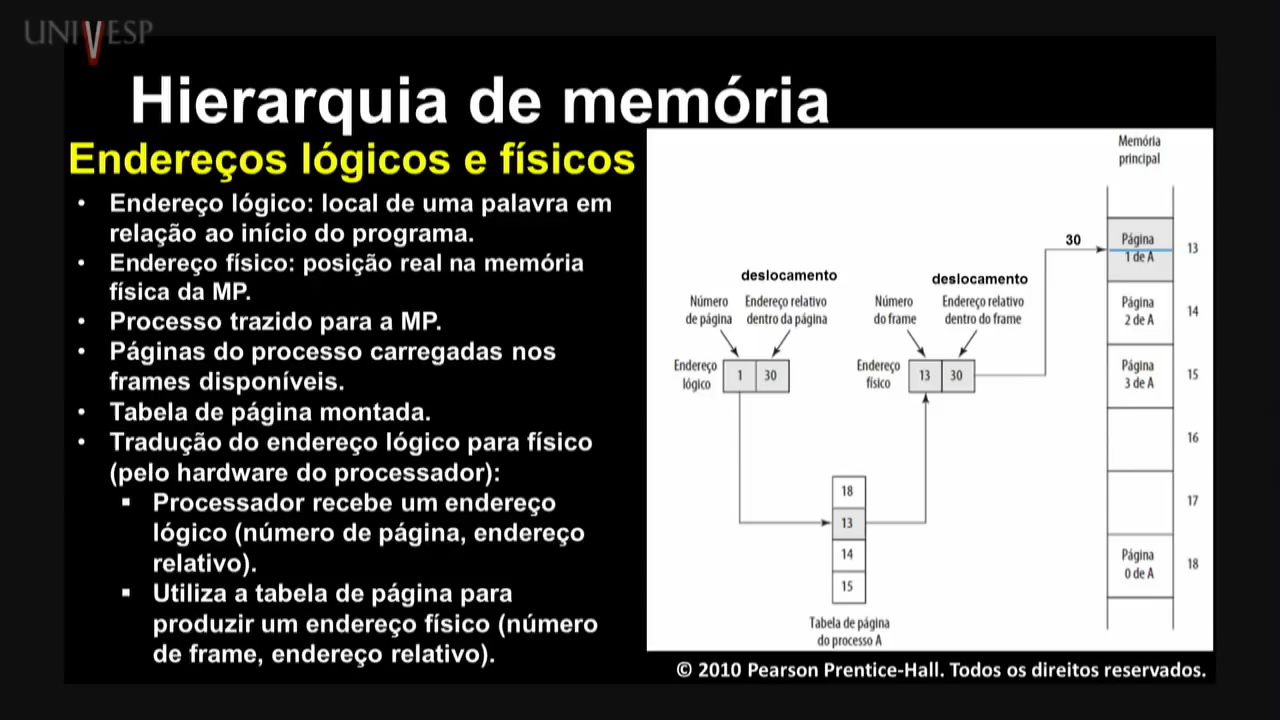 UNIVESP
Hierarquia de memória
Endereços lógicos e físicos
• Endereço lógico: local de uma palavra em
relação ao início do programa.
• Endereço físico: posição real na memória
física da MP.
• Processo trazido para a MP.
• Páginas do processo carregadas nos
frames disponíveis.
• Tabela de página montada.
• Tradução do endereço lógico para físico
(pelo hardware do processador):
▪ Processador recebe um endereço
lógico (número de página, endereço
relativo).
▪ Utiliza a tabela de página para
produzir um endereço físico (número
de frame, endereço relativo).
Memória
principal
30
Página
1 de A
13
Página
2 de A
14
Página
3 de A
15
16
17
Página
0 de A
18
deslocamento
Número
de página
Endereço relativo
dentro da página
Endereço
lógico
1
30
deslocamento
Número
do frame
Endereço relativo
dentro do frame
Endereço
físico
13
30
18
13
14
15
Tabela de página
do processo A
© 2010 Pearson Prentice-Hall. Todos os direitos reservados.